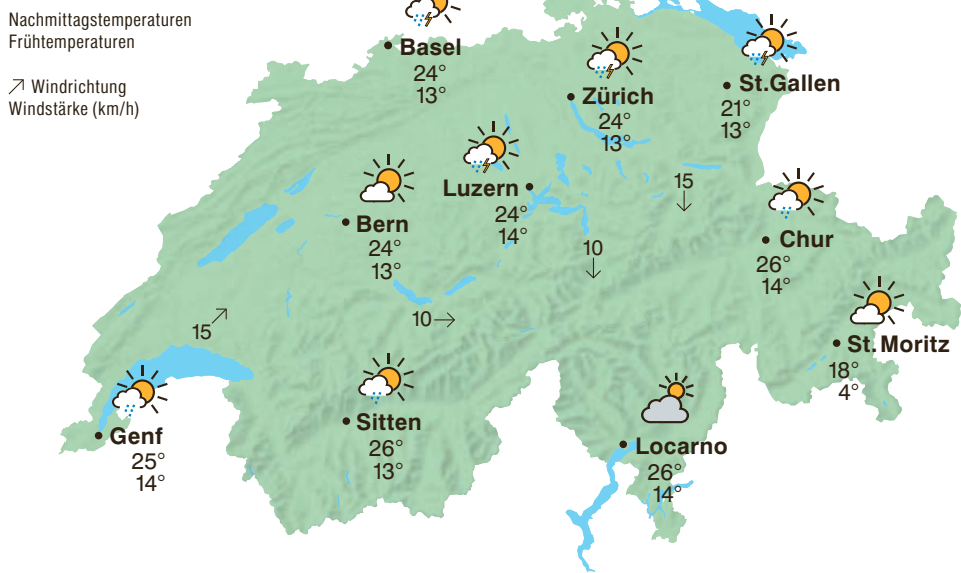 Nachmittagstemperaturen
Frühtemperaturen
Windrichtung
Windstärke (km/h)
Basel
24°
13°
Zürich
24°
13°
St.Gallen
21°
13°
Luzern
24°
14°
Bern
24°
13°
15
10
Chur
26°
14°
15
10
St.Moritz
18°
4°
Genf
25°
14°
Sitten
26°
13°
Locarno
26°
14°